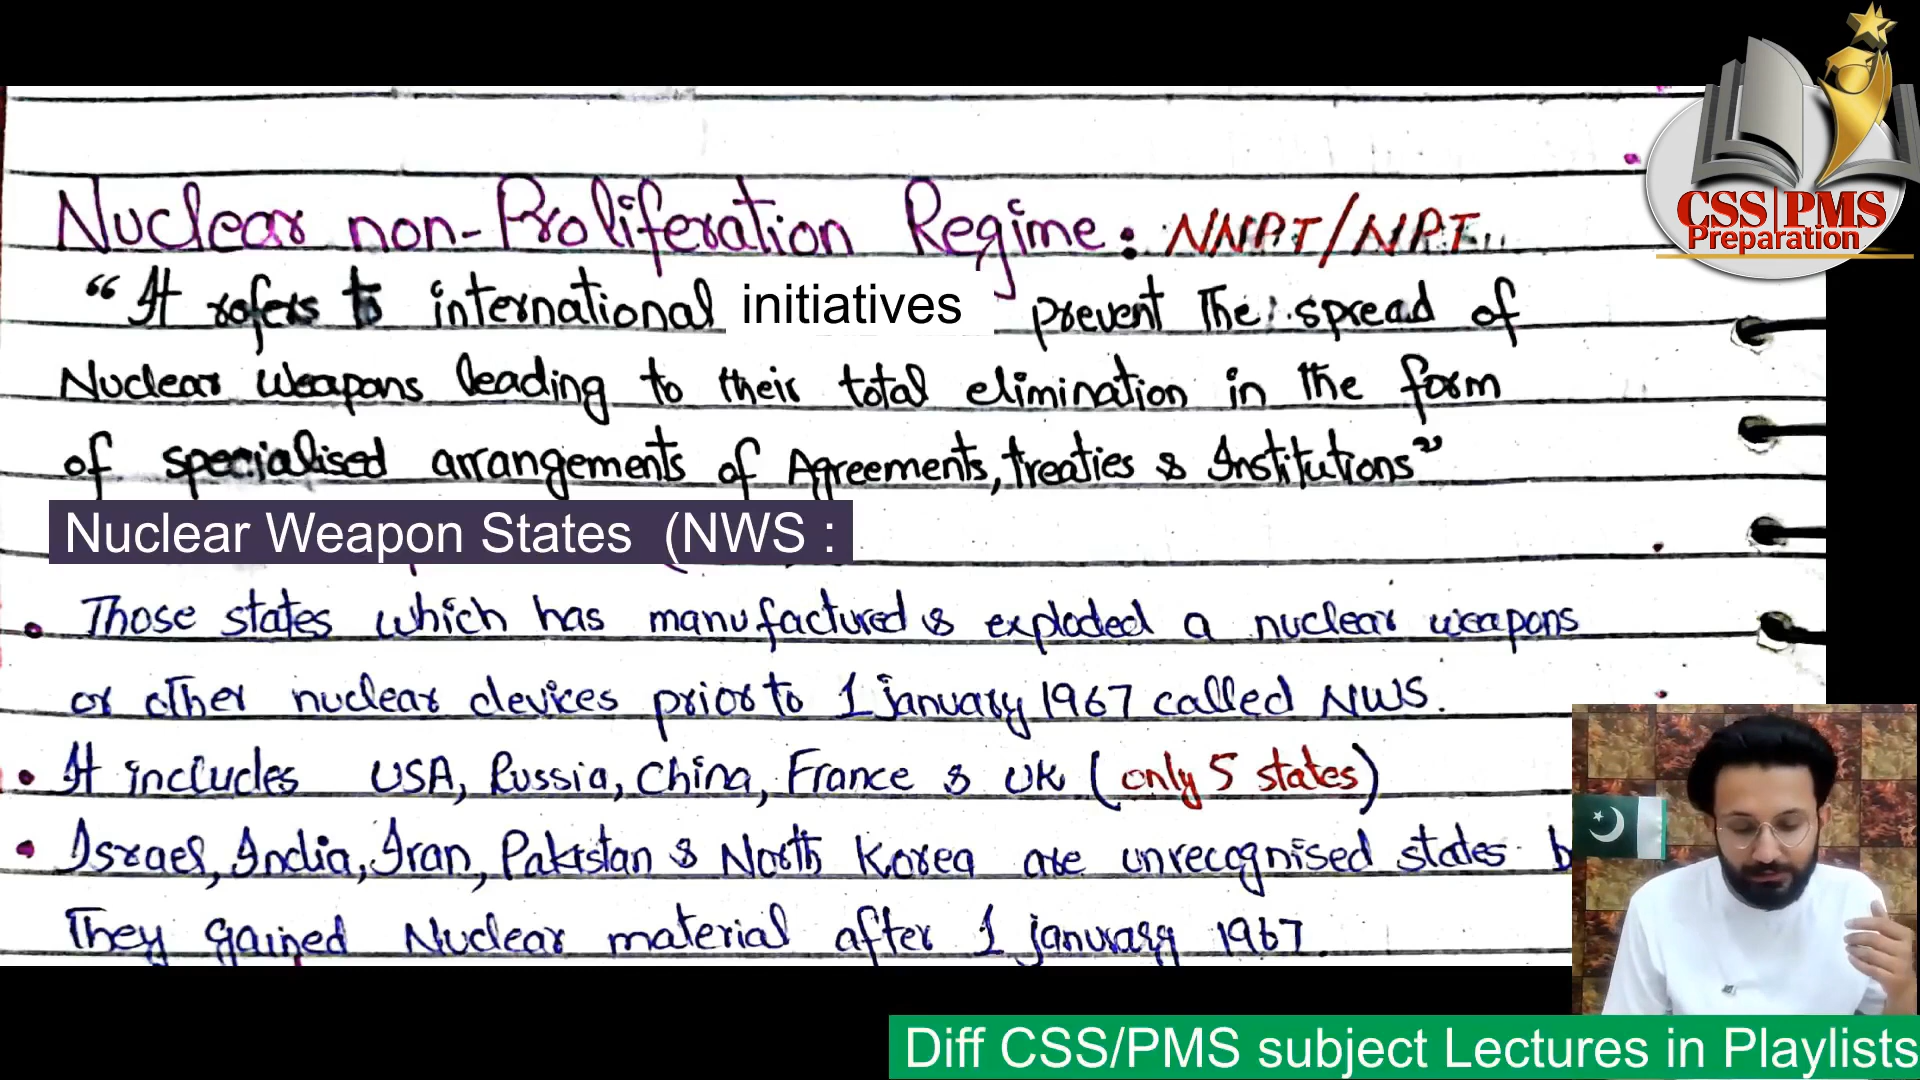 Nuclear non-Proliferation Regime: NNPT/NPT
"It refers to international initiatives prevent the spread of
Nuclear Weapons leading to their total elimination in the form
of specialised arrangements of Agreements, treaties & Institutions"
Nuclear Weapon States (NWS :
Those states which has manufactured & exploded a nuclear weapons
or other nuclear devices prior to 1 january 1967 called NWS.
It includes USA, Russia, China, France & UK (only 5 states)
Israel, India, Iran, Pakistan & North Korea are unrecognised states b
They gained Nuclear material after 1 january 1967.
CSS|PMS
Preparation
Diff CSS/PMS subject Lectures in Playlists